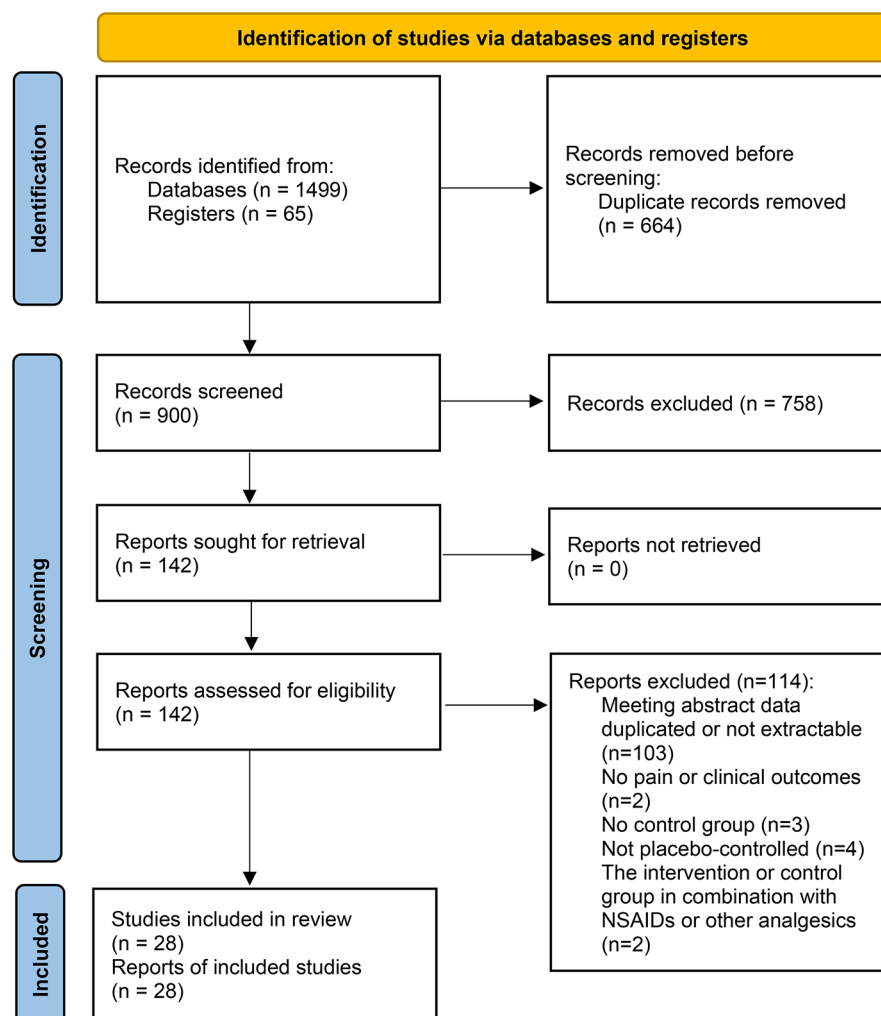 Identification of studies via databases and registers
Identification
Records identified from:
Databases (n = 1499)
Registers (n = 65)
Records removed before
screening:
Duplicate records removed
(n = 664)
Screening
Records screened
(n = 900)
Records excluded (n = 758)
Reports sought for retrieval
(n = 142)
Reports not retrieved
(n = 0)
Reports assessed for eligibility
(n = 142)
Reports excluded (n=114):
Meeting abstract data
duplicated or not extractable
(n=103)
No pain or clinical outcomes
(n=2)
No control group (n=3)
Not placebo-controlled (n=4)
The intervention or control
group in combination with
NSAIDs or other analgesics
(n=2)
Included
Studies included in review
(n = 28)
Reports of included studies
(n = 28)